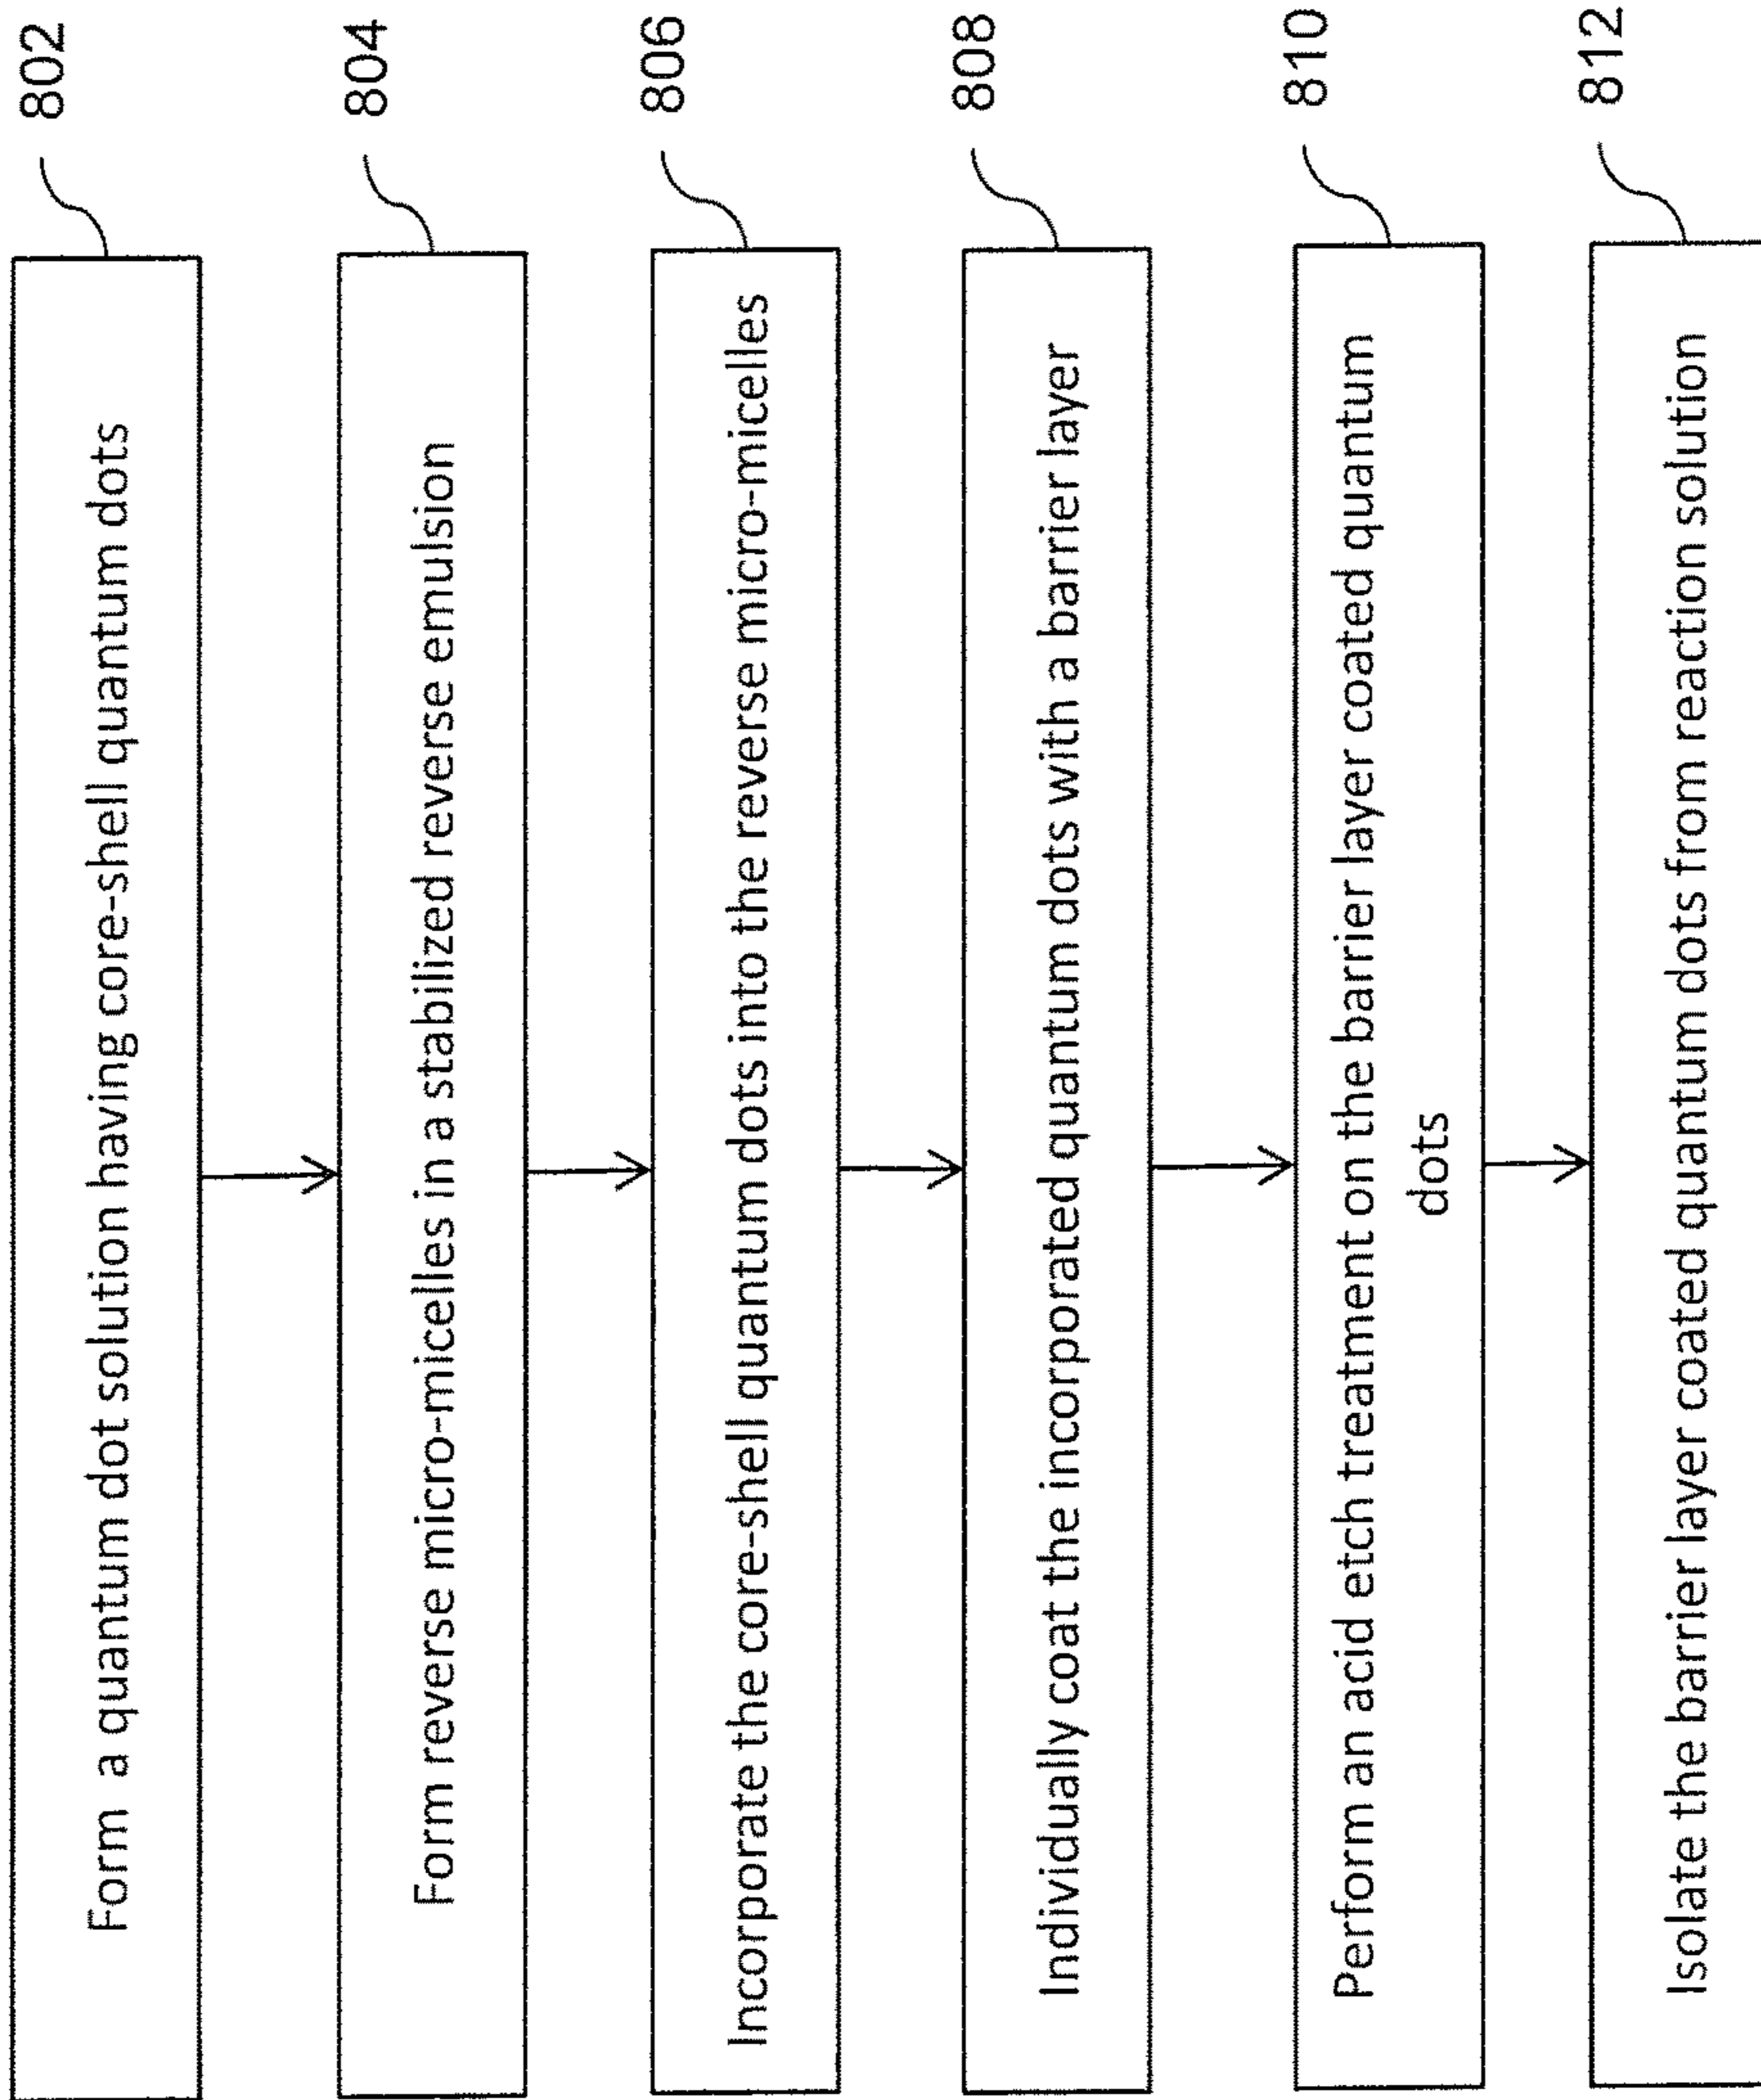 Form a quantum dot solution having core-shell quantum dots
802
Form reverse micro-micelles in a stabilized reverse emulsion
804
Incorporate the core-shell quantum dots into the reverse micro-micelles
806
Individually coat the incorporated quantum dots with a barrier layer
808
Perform an acid etch treatment on the barrier layer coated quantum
dots
810
Isolate the barrier layer coated quantum dots from reaction solution
812